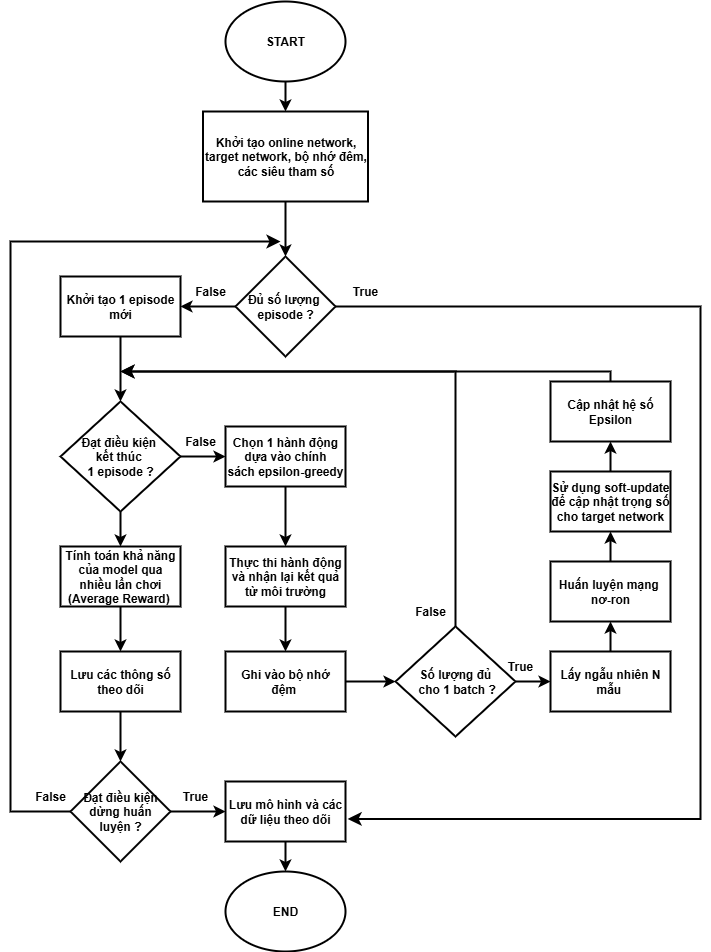 START
Khởi tạo online network,
target network, bộ nhớ đêm,
các siêu tham số
Đủ số lượng
episode ?
False
True
Khởi tạo 1 episode
mới
Đạt điều kiện
kết thúc
1 episode ?
False
Chọn 1 hành động
dựa vào chính
sách epsilon-greedy
Cập nhật hệ số
Epsilon
Tính toán khả năng
của model qua
nhiều lần chơi
(Average Reward)
Thực thi hành động
và nhận lại kết quả
từ môi trường
Sử dụng soft-update
để cập nhật trọng số
cho target network
Huấn luyện mạng
nơ-ron
Lưu các thông số
theo dõi
Ghi vào bộ nhớ
đệm
False
Số lượng đủ
cho 1 batch ?
True
Lấy ngẫu nhiên N
mẫu
False
Đạt điều kiện
dừng huấn
luyện ?
True
Lưu mô hình và các
dữ liệu theo dõi
END